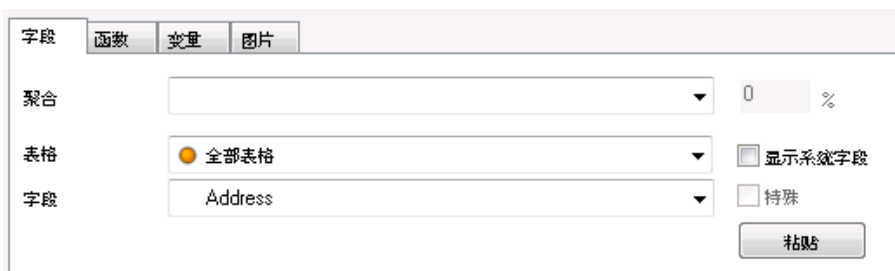 字段 函数 变量 图片
聚合 0 %
表格 全部表格 显示系统字段
字段 Address 特殊
粘贴